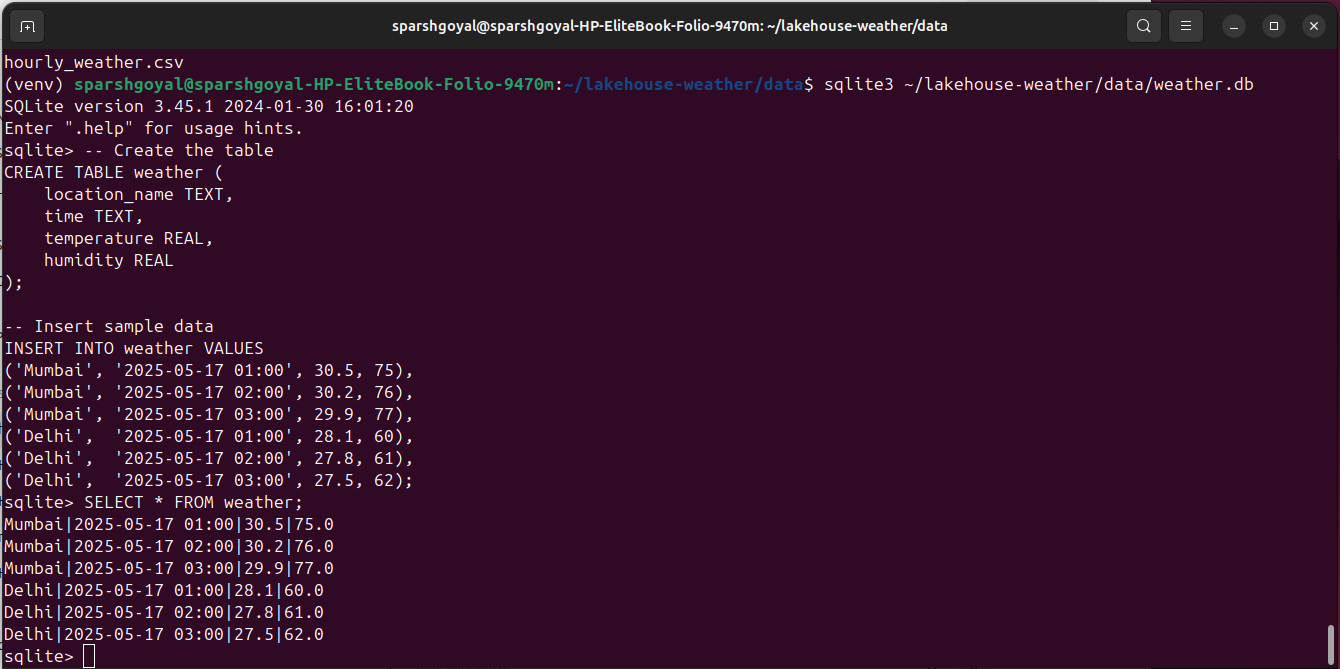 sparshgoyal@sparshgoyal-HP-EliteBook-Folio-9470m: ~/lakehouse-weather/data
hourly_weather.csv
(venv) sparshgoyal@sparshgoyal-HP-EliteBook-Folio-9470m:~/lakehouse-weather/data$ sqlite3 ~/lakehouse-weather/data/weather.db
SQLite version 3.45.1 2024-01-30 16:01:20
Enter ".help" for usage hints.
sqlite> -- Create the table
CREATE TABLE weather (
    location_name TEXT,
    time TEXT,
    temperature REAL,
    humidity REAL
);

-- Insert sample data
INSERT INTO weather VALUES
('Mumbai', '2025-05-17 01:00', 30.5, 75),
('Mumbai', '2025-05-17 02:00', 30.2, 76),
('Mumbai', '2025-05-17 03:00', 29.9, 77),
('Delhi',  '2025-05-17 01:00', 28.1, 60),
('Delhi',  '2025-05-17 02:00', 27.8, 61),
('Delhi',  '2025-05-17 03:00', 27.5, 62);
sqlite> SELECT * FROM weather;
Mumbai|2025-05-17 01:00|30.5|75.0
Mumbai|2025-05-17 02:00|30.2|76.0
Mumbai|2025-05-17 03:00|29.9|77.0
Delhi|2025-05-17 01:00|28.1|60.0
Delhi|2025-05-17 02:00|27.8|61.0
Delhi|2025-05-17 03:00|27.5|62.0
sqlite>